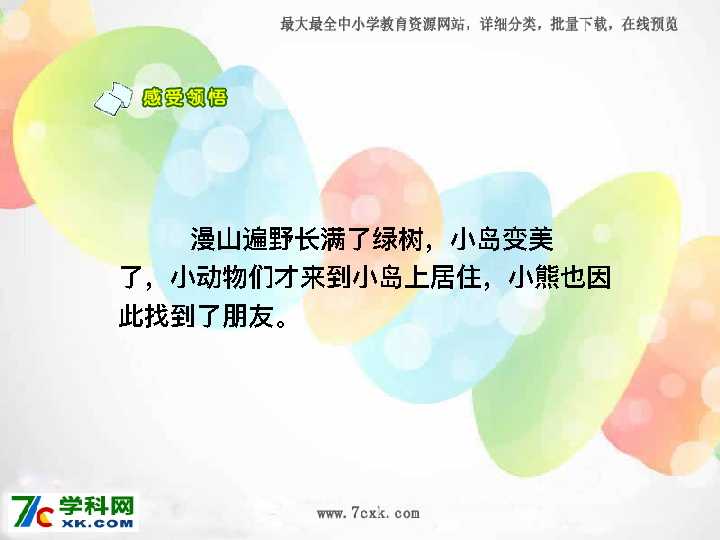 最大最全中小学教育资源网站，详细分类，批量下载，在线预览
感受领悟
漫山遍野长满了绿树，小岛变美
了，小动物们才来到小岛上居住，小熊也因
此找到了朋友。
7C学科网
XK.COM
www.7cxk.com